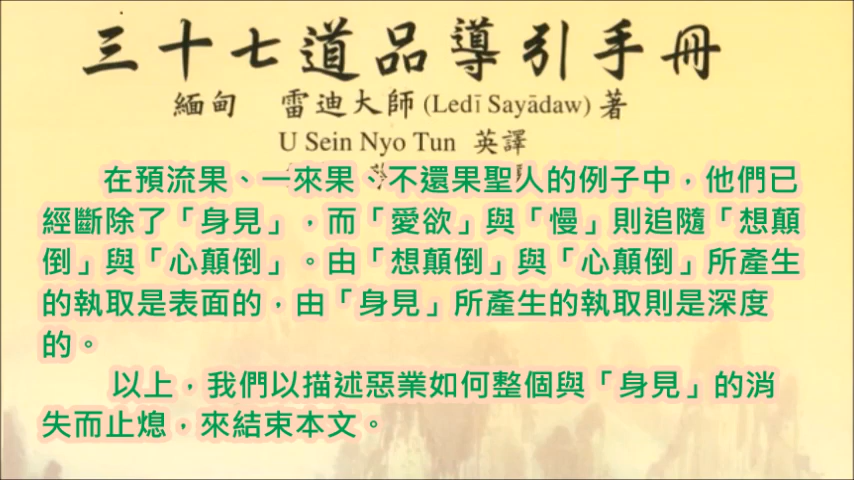 三十七道品導引手冊
緬甸 雷迪大師 (Ledī Sayādaw) 著
U Sein Nyo Tun 英譯
在預流果、一來果、不還果聖人的例子中，他們已
經斷除了「身見」，而「愛欲」與「慢」則追隨「想顛
倒」與「心顛倒」。由「想顛倒」與「心顛倒」所產生
的執取是表面的，由「身見」所產生的執取則是深度
的。
以上，我們以描述惡業如何整個與「身見」的消
失而止熄，來結束本文。